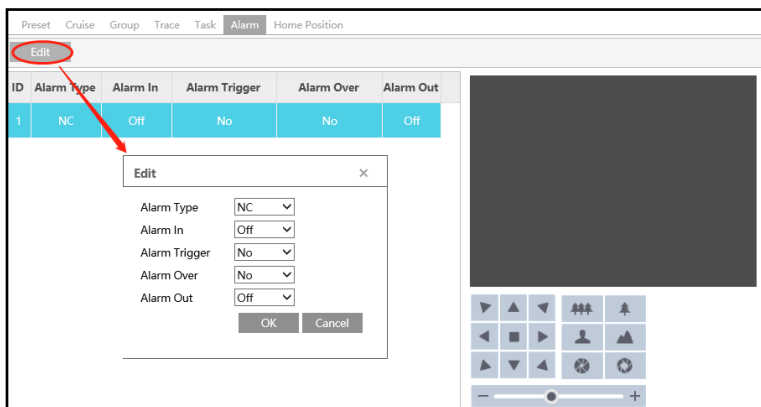 Preset Cruise Group Trace Task Alarm Home Position
Edit
ID Alarm Type Alarm In Alarm Trigger Alarm Over Alarm Out
1 NC Off No No Off
Edit
Alarm Type NC
Alarm In Off
Alarm Trigger No
Alarm Over No
Alarm Out Off
OK Cancel